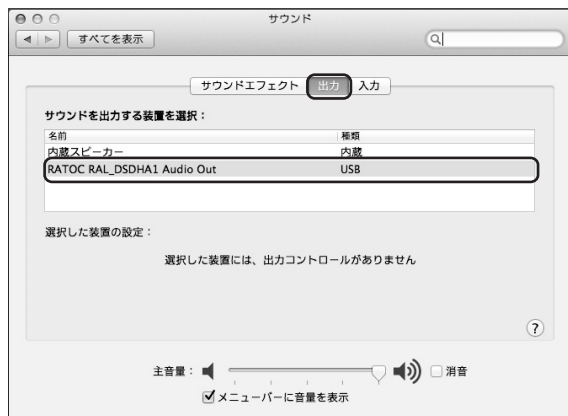 サウンド
すべてを表示
サウンドエフェクト 出力 入力
サウンドを出力する装置を選択：
名前 種類
内蔵スピーカー 内蔵
RATOC RAL_DSDHA1 Audio Out USB
選択した装置の設定：
選択した装置には、出力コントロールがありません
?
主音量： 消音
メニューバーに音量を表示